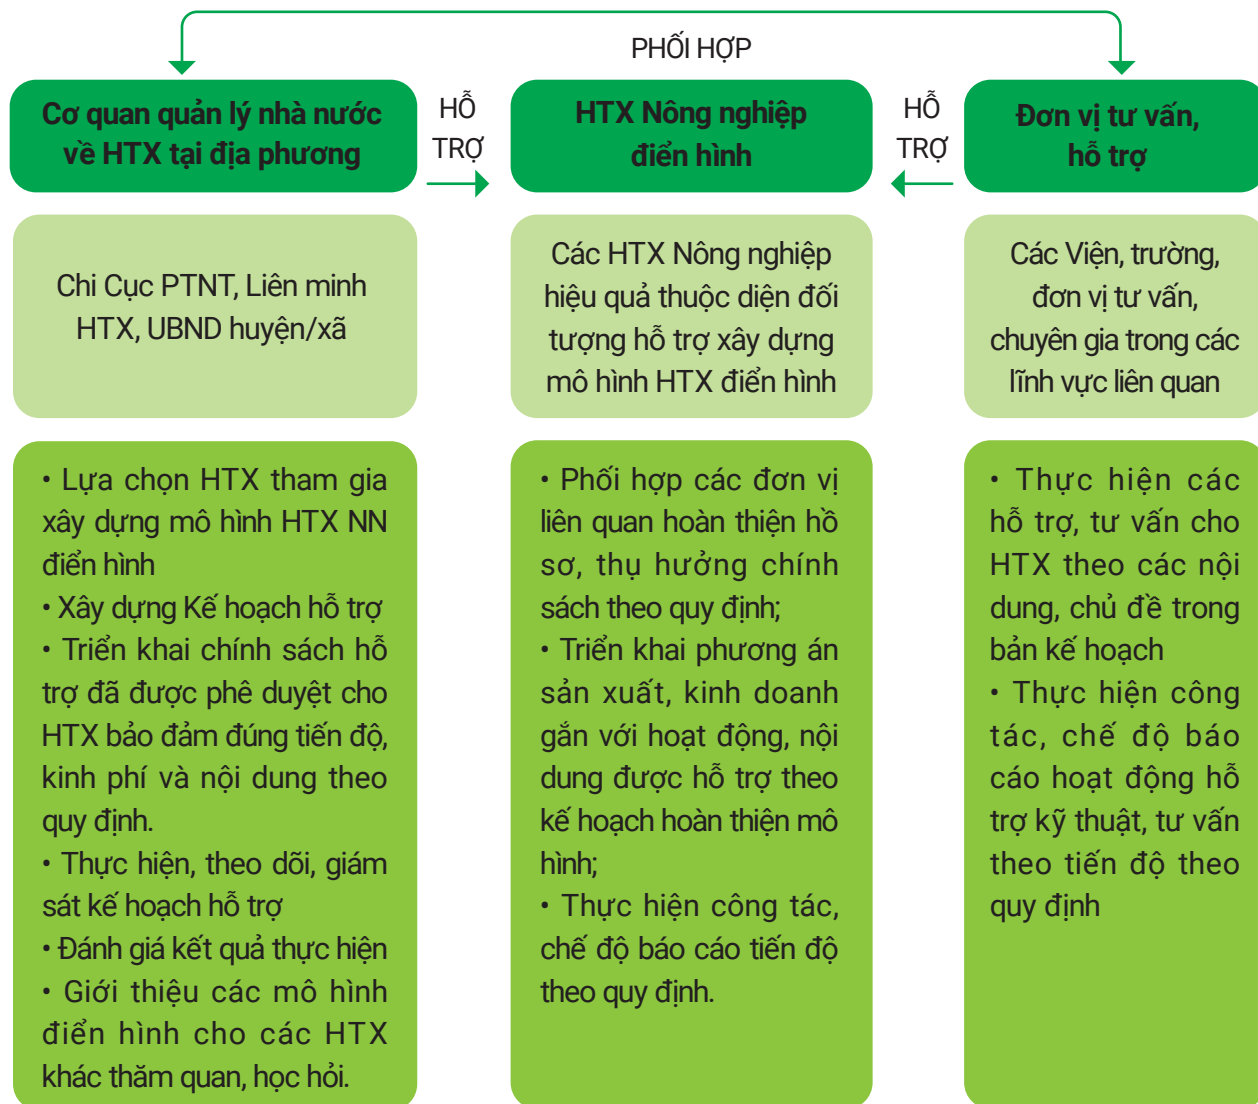 PHỐI HỢP
Cơ quan quản lý nhà nước
về HTX tại địa phương
HỖ
TRỢ
HTX Nông nghiệp
điển hình
HỖ
TRỢ
Đơn vị tư vấn,
hỗ trợ
Chi Cục PTNT, Liên minh
HTX, UBND huyện/xã
Các HTX Nông nghiệp
hiệu quả thuộc diện đối
tượng hỗ trợ xây dựng
mô hình HTX điển hình
Các Viện, trường,
đơn vị tư vấn,
chuyên gia trong các
lĩnh vực liên quan
• Lựa chọn HTX tham gia
xây dựng mô hình HTX NN
điển hình
• Xây dựng Kế hoạch hỗ trợ
• Triển khai chính sách hỗ
trợ đã được phê duyệt cho
HTX bảo đảm đúng tiến độ,
kinh phí và nội dung theo
quy định.
• Thực hiện, theo dõi, giám
sát kế hoạch hỗ trợ
• Đánh giá kết quả thực hiện
• Giới thiệu các mô hình
điển hình cho các HTX
khác thăm quan, học hỏi.
• Phối hợp các đơn vị
liên quan hoàn thiện hồ
sơ, thụ hưởng chính
sách theo quy định;
• Triển khai phương án
sản xuất, kinh doanh
gắn với hoạt động, nội
dung được hỗ trợ theo
kế hoạch hoàn thiện mô
hình;
• Thực hiện công tác,
chế độ báo cáo tiến độ
theo quy định.
• Thực hiện các
hỗ trợ, tư vấn cho
HTX theo các nội
dung, chủ đề trong
bản kế hoạch
• Thực hiện công
tác, chế độ báo
cáo hoạt động hỗ
trợ kỹ thuật, tư vấn
theo tiến độ theo
quy định